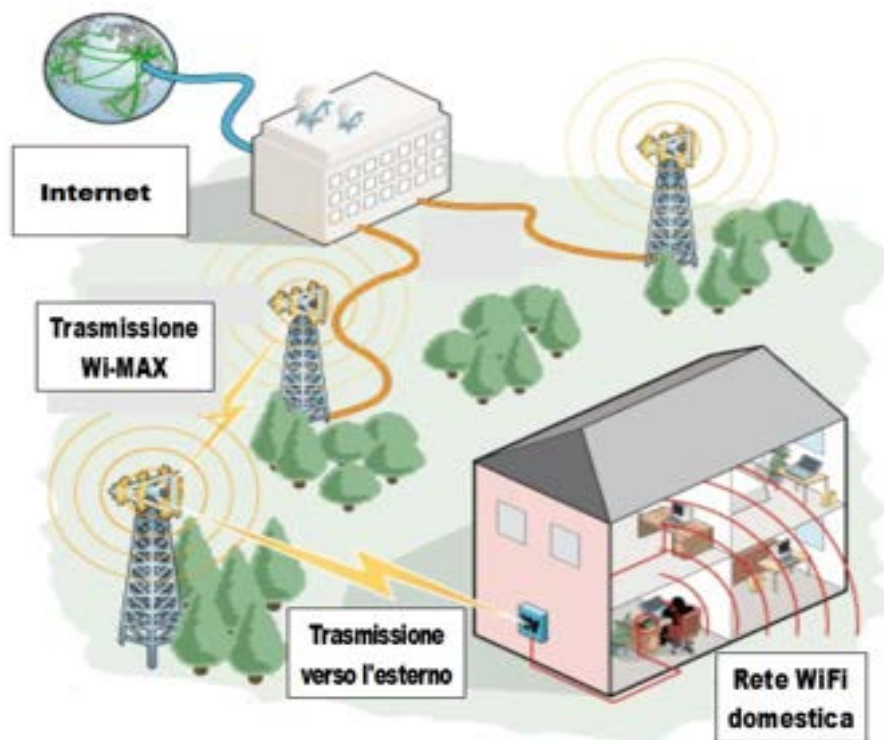 Internet
Trasmissione
Wi-MAX
Trasmissione
verso l'esterno
Rete WiFi
domestica